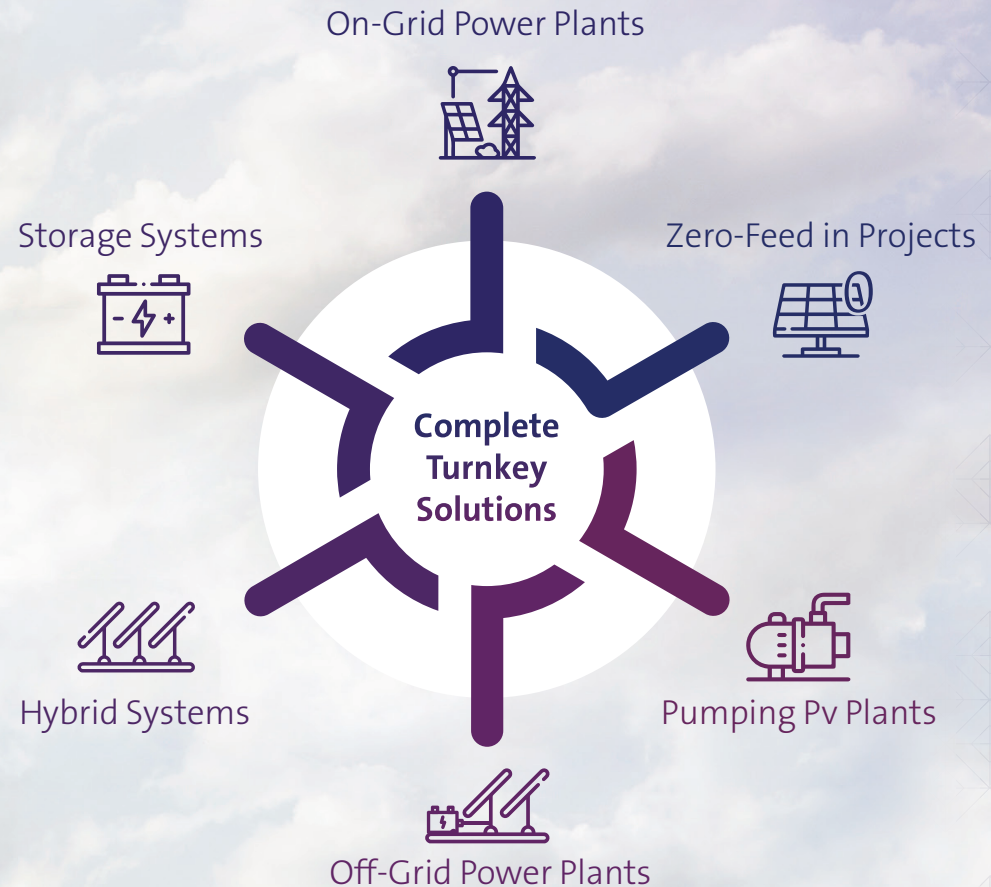 On-Grid Power Plants
Storage Systems
Zero-Feed in Projects
Complete
Turnkey
Solutions
Hybrid Systems
Pumping Pv Plants
Off-Grid Power Plants